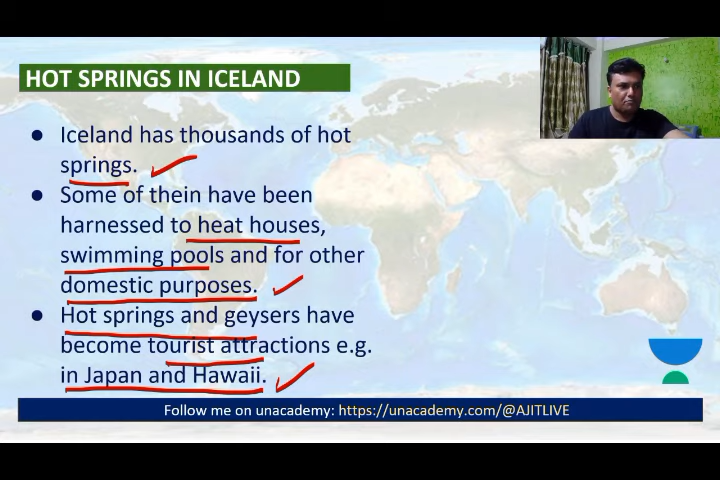 HOT SPRINGS IN ICELAND
● Iceland has thousands of hot
springs.
● Some of thein have been
harnessed to heat houses,
swimming pools and for other
domestic purposes.
● Hot springs and geysers have
become tourist attractions e.g.
in Japan and Hawaii.
Follow me on unacademy: https://unacademy.com/@AJITLIVE